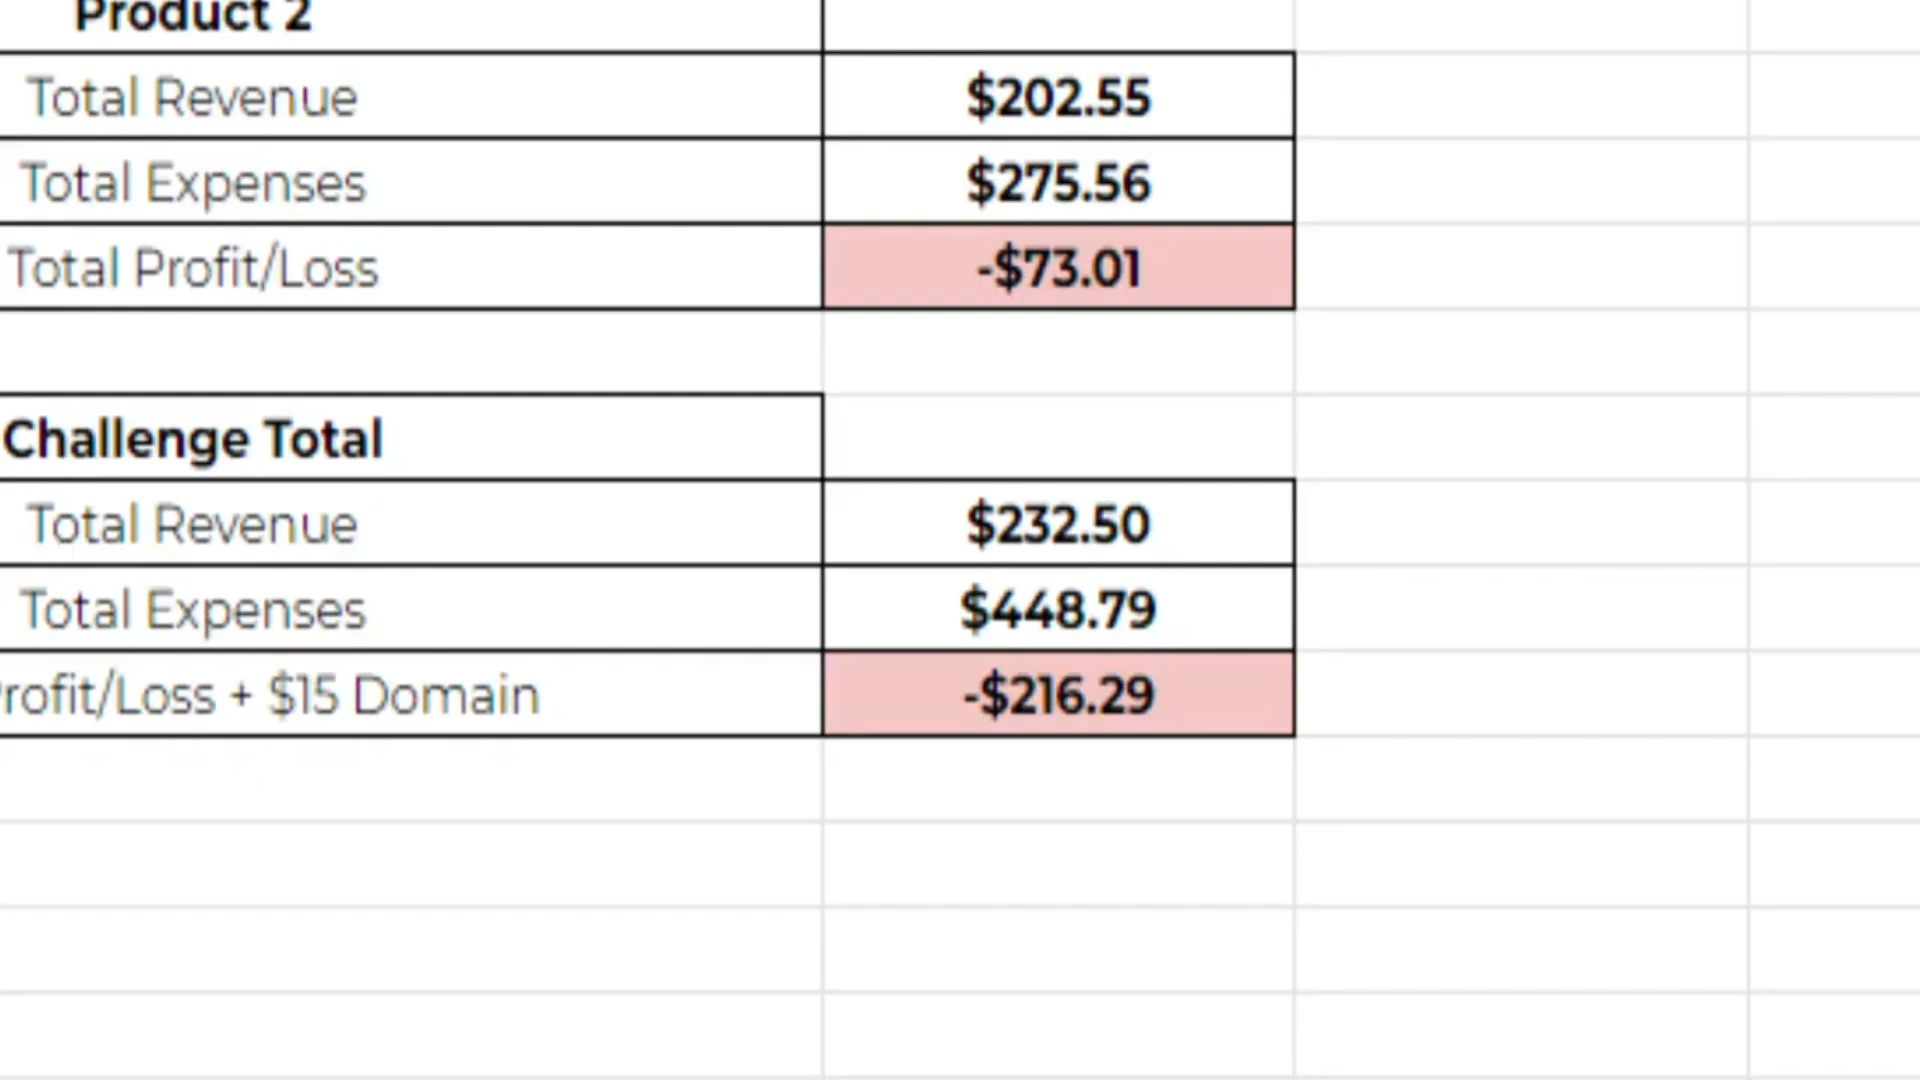 Product 2
Total Revenue $202.55
Total Expenses $275.56
Total Profit/Loss -$73.01
Challenge Total
Total Revenue $232.50
Total Expenses $448.79
Profit/Loss + $15 Domain -$216.29